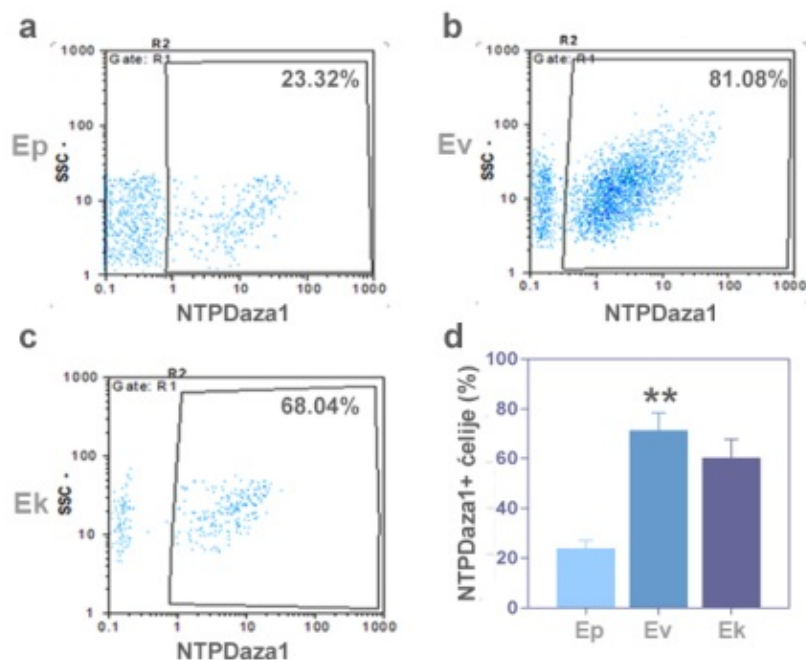 a
R2
Gate: R1
23.32%
Ep
SSC -
1000
100
10
1
0.1 1 10 100 1000
NTPDaza1
b
R2
Gate: R1
81.08%
Ev
SSC -
1000
100
10
1
0.1 1 10 100 1000
NTPDaza1
c
R2
Gate: R1
68.04%
Ek
SSC -
1000
100
10
1
0.1 1 10 100 1000
NTPDaza1
d
NTPDaza1+ ćelije (%)
100
80
60
40
20
0
**
Ep Ev Ek